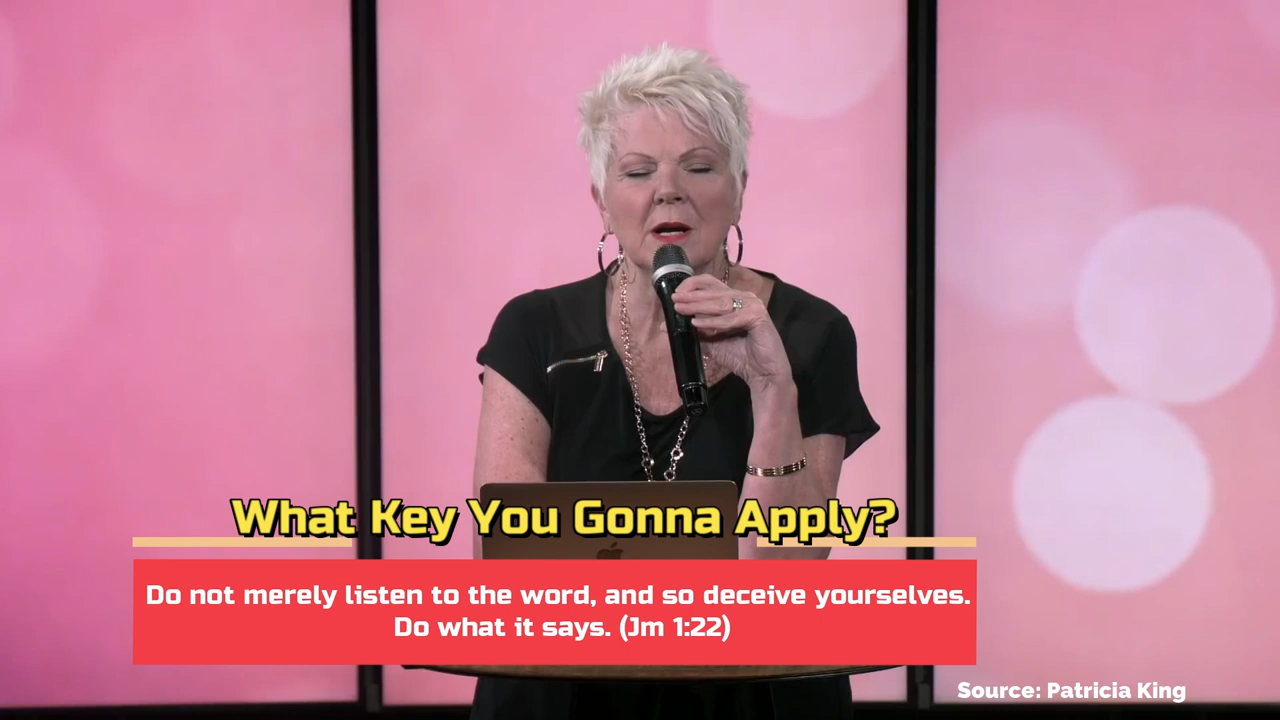 What Key You Gonna Apply?
Do not merely listen to the word, and so deceive yourselves.
Do what it says. (Jm 1:22)
Source: Patricia King